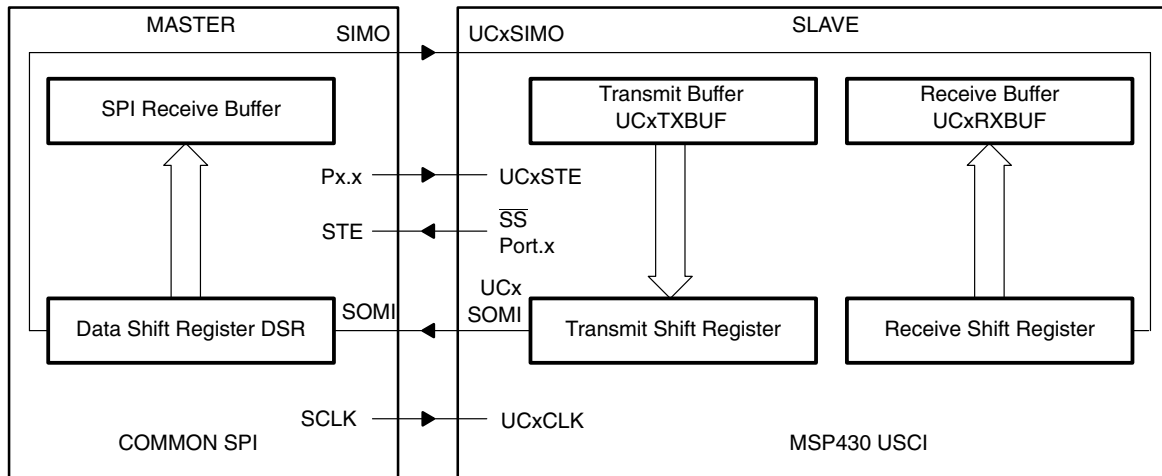 MASTER
SIMO
SPI Receive Buffer
Px.x
STE
Data Shift Register DSR
SOMI
SCLK
COMMON SPI
SLAVE
UCxSIMO
Transmit Buffer
UCxTXBUF
Receive Buffer
UCxRXBUF
UCxSTE
SS
Port.x
UCx
SOMI
Transmit Shift Register
Receive Shift Register
UCxCLK
MSP430 USCI